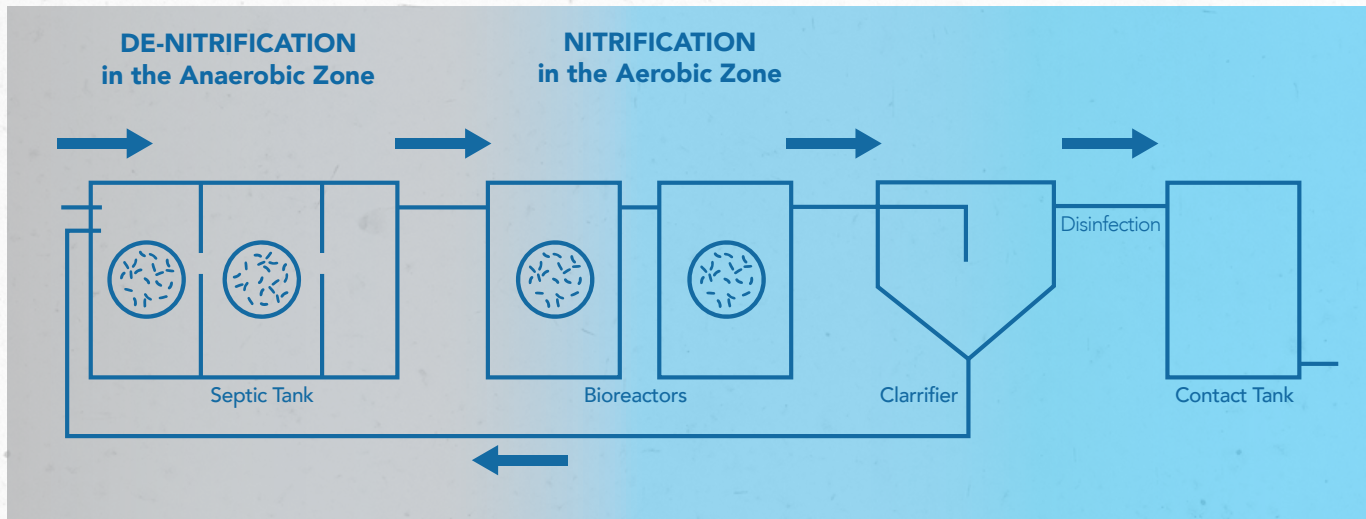 DE-NITRIFICATION
in the Anaerobic Zone
NITRIFICATION
in the Aerobic Zone
Disinfection
Septic Tank
Bioreactors
Clarrifier
Contact Tank